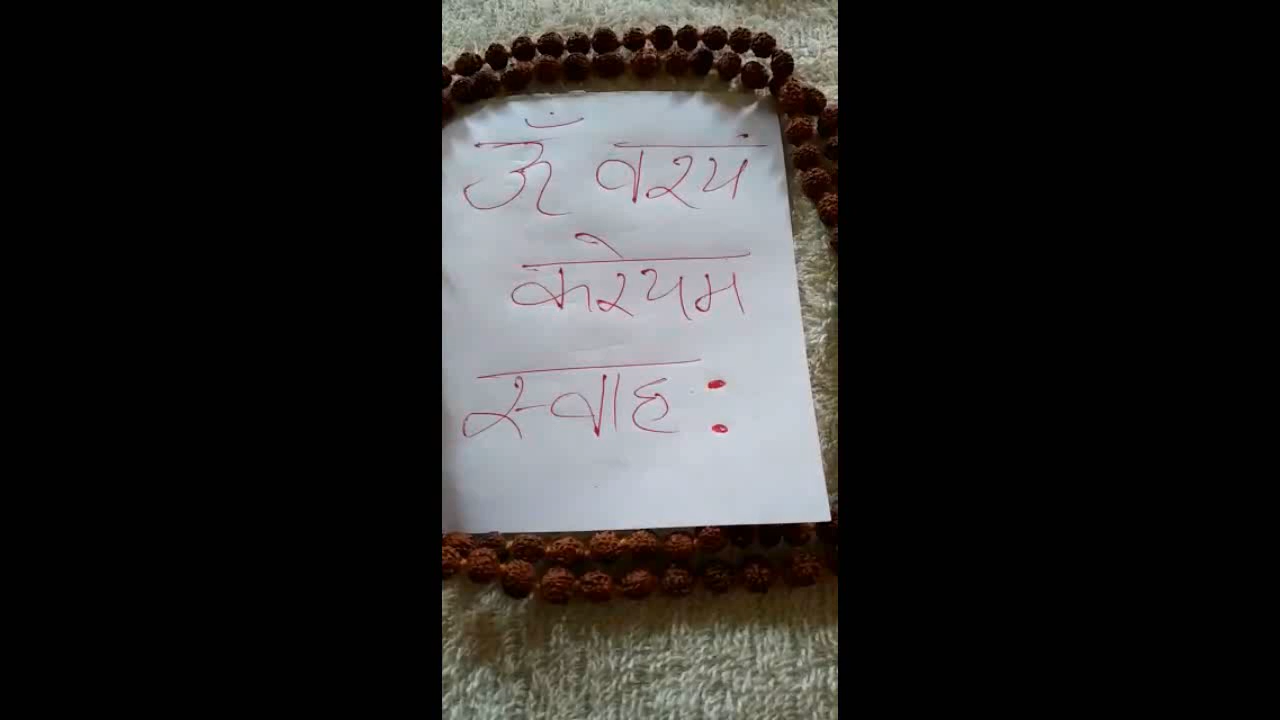 ॐ वश्यं
करेयम
स्वाह: